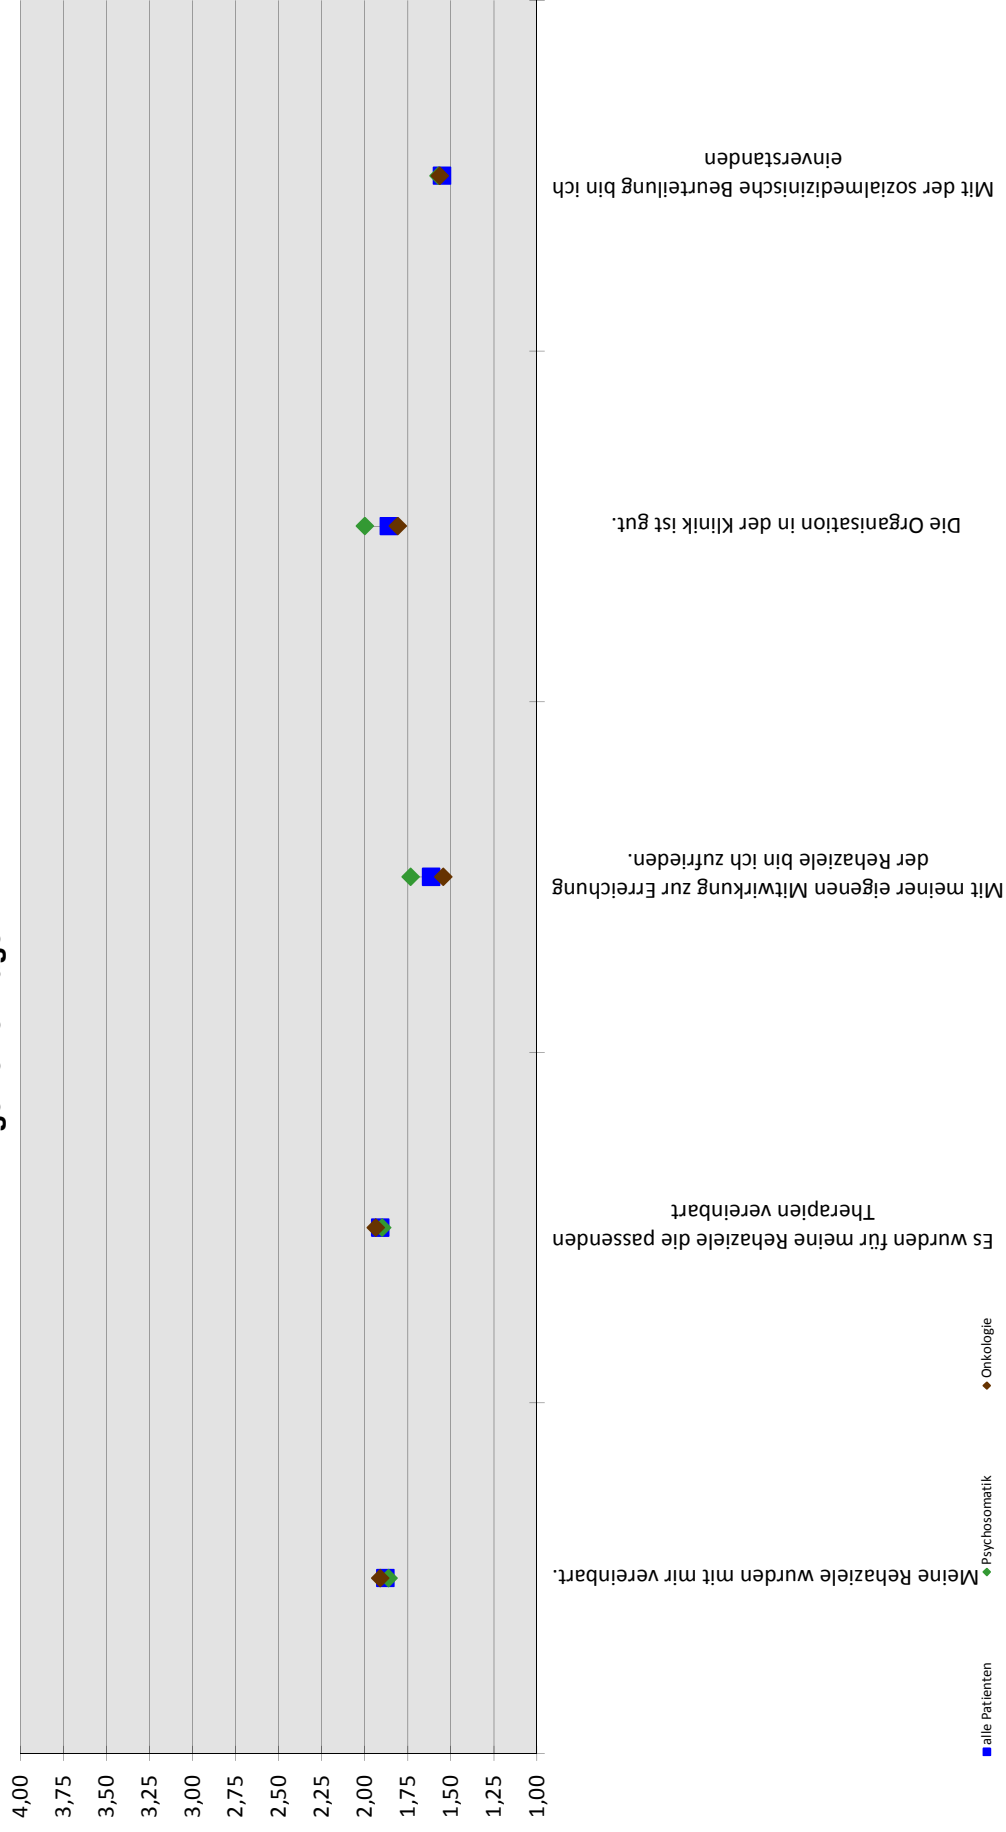 4,00
3,75
3,50
3,25
3,00
2,75
2,50
2,25
2,00
1,75
1,50
1,25
1,00
Meine Rehaziele wurden mit mir vereinbart.
Es wurden für meine Rehaziele die passenden
Therapien vereinbart
Mit meiner eigenen Mitwirkung zur Erreichung
der Rehaziele bin ich zufrieden.
Die Organisation in der Klinik ist gut.
Mit der sozialmedizinische Beurteilung bin ich
einverstanden
alle Patienten
Psychosomatik
Onkologie